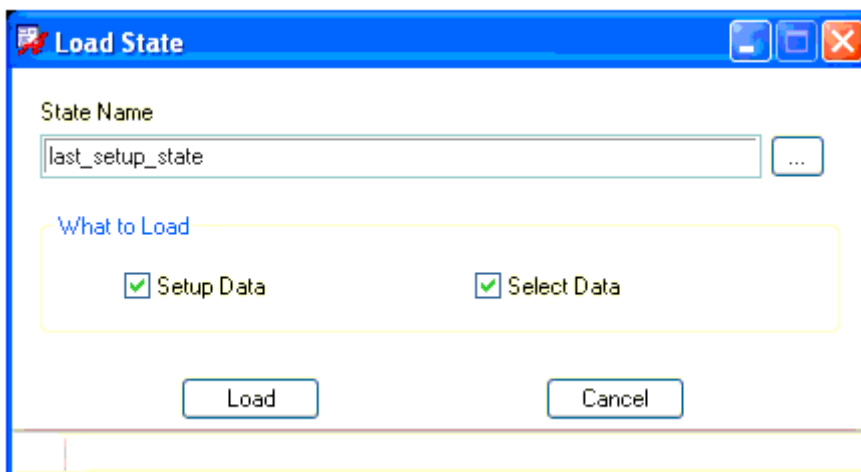 Load State
State Name
last_setup_state
...
What to Load
Setup Data Select Data
Load Cancel